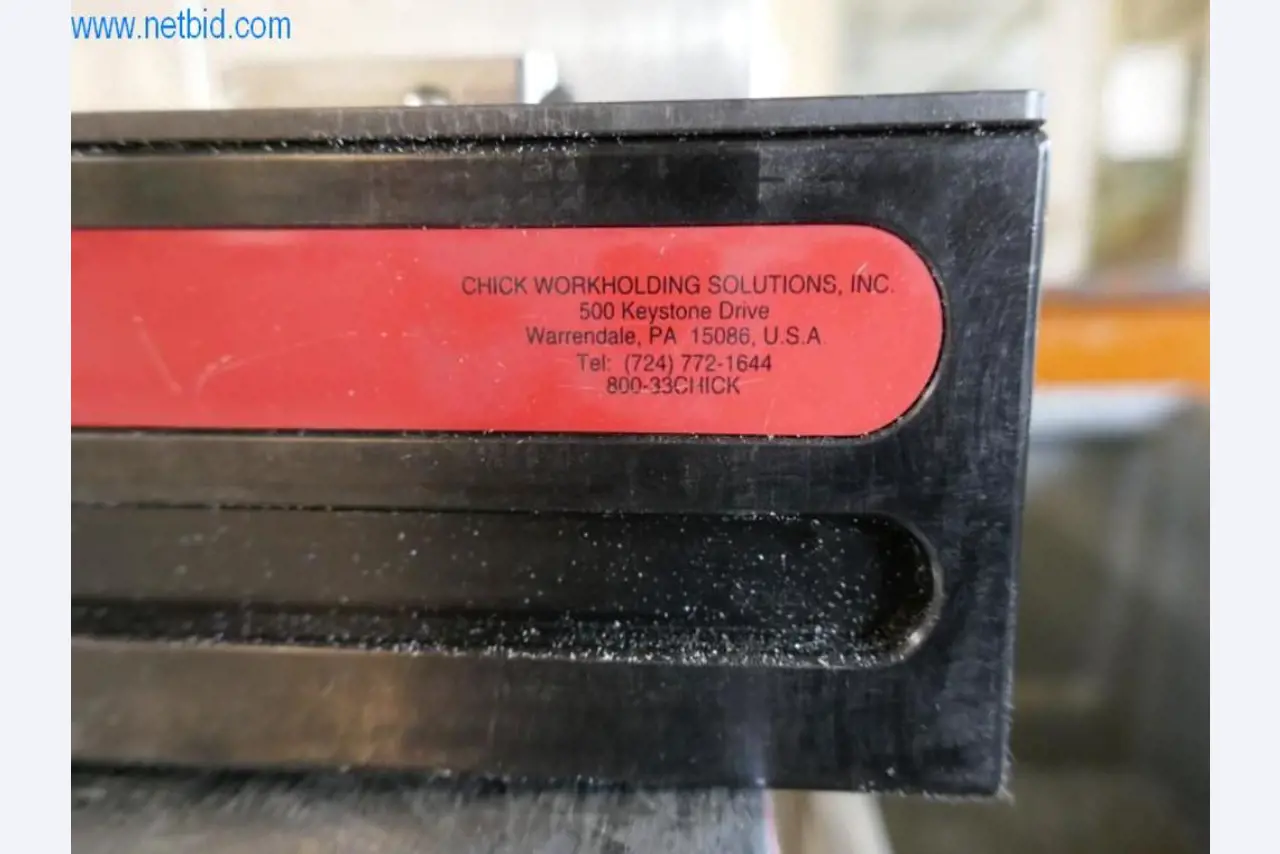 www.netbid.com
CHICK WORKHOLDING SOLUTIONS, INC.
500 Keystone Drive
Warrendale, PA 15086, U.S.A
Tel: (724) 772-1644
800-33CHICK